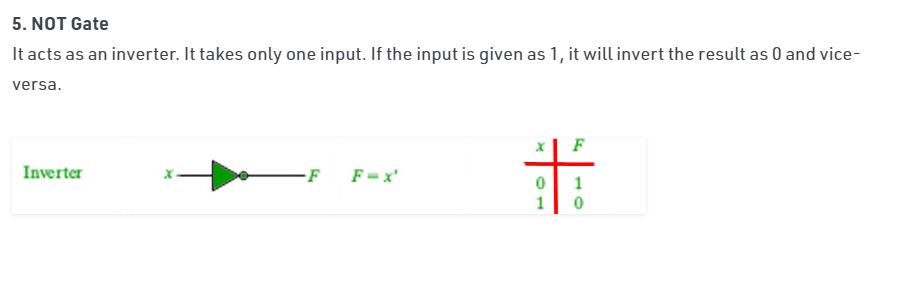 5. NOT Gate
It acts as an inverter. It takes only one input. If the input is given as 1, it will invert the result as 0 and vice-
versa.
x F
Inverter x F F = x'
0 1
1 0